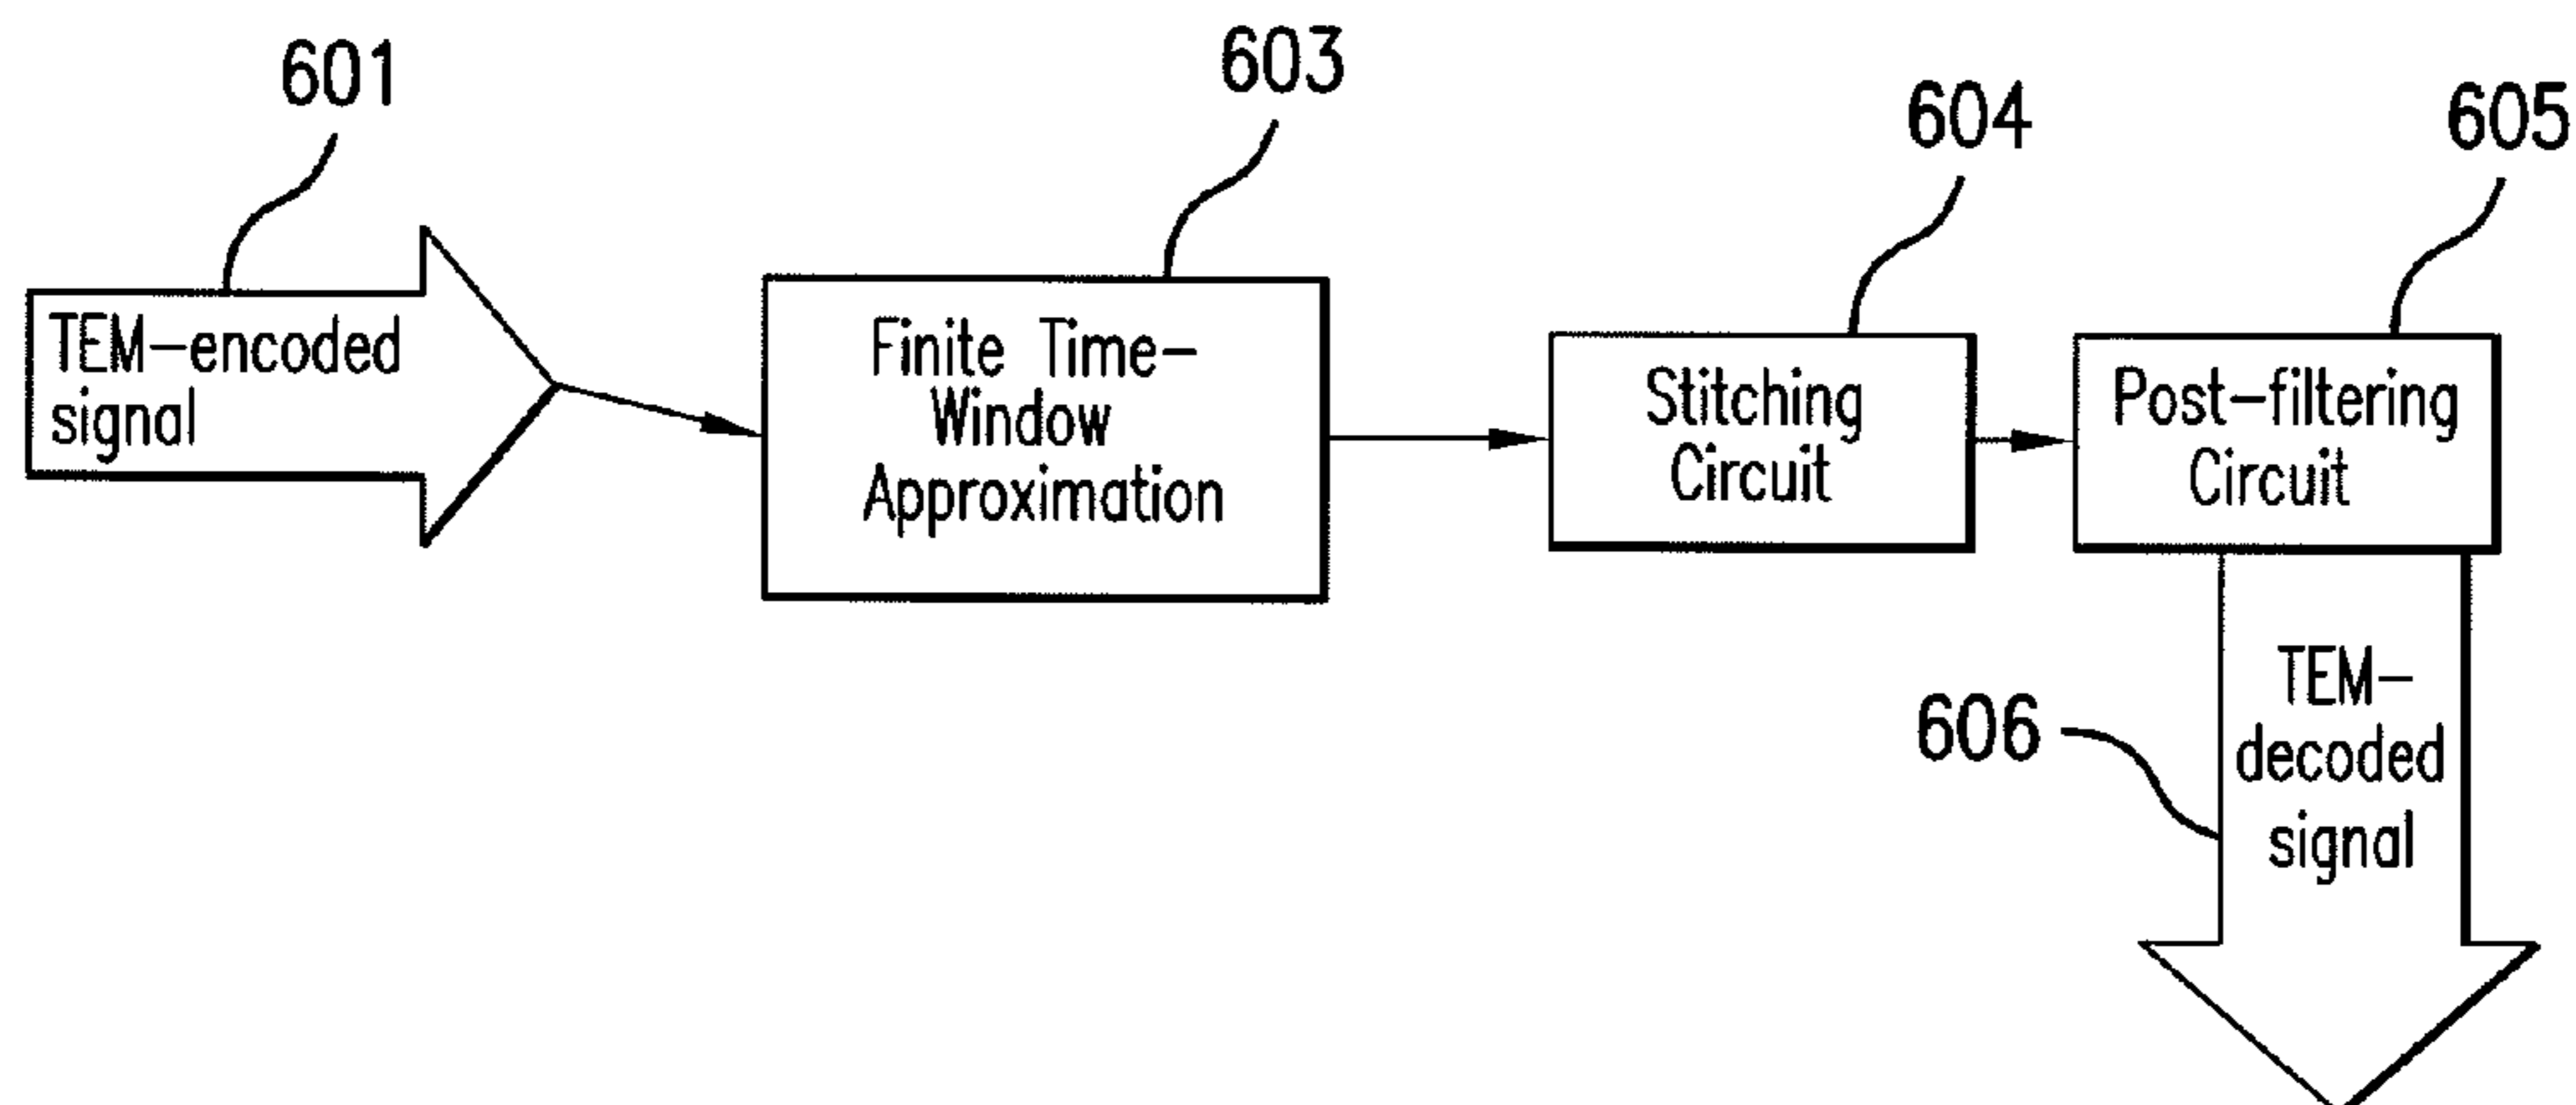 601
603
604
605
TEM-encoded
signal
Finite Time-
Window
Approximation
Stitching
Circuit
Post-filtering
Circuit
606
TEM-
decoded
signal